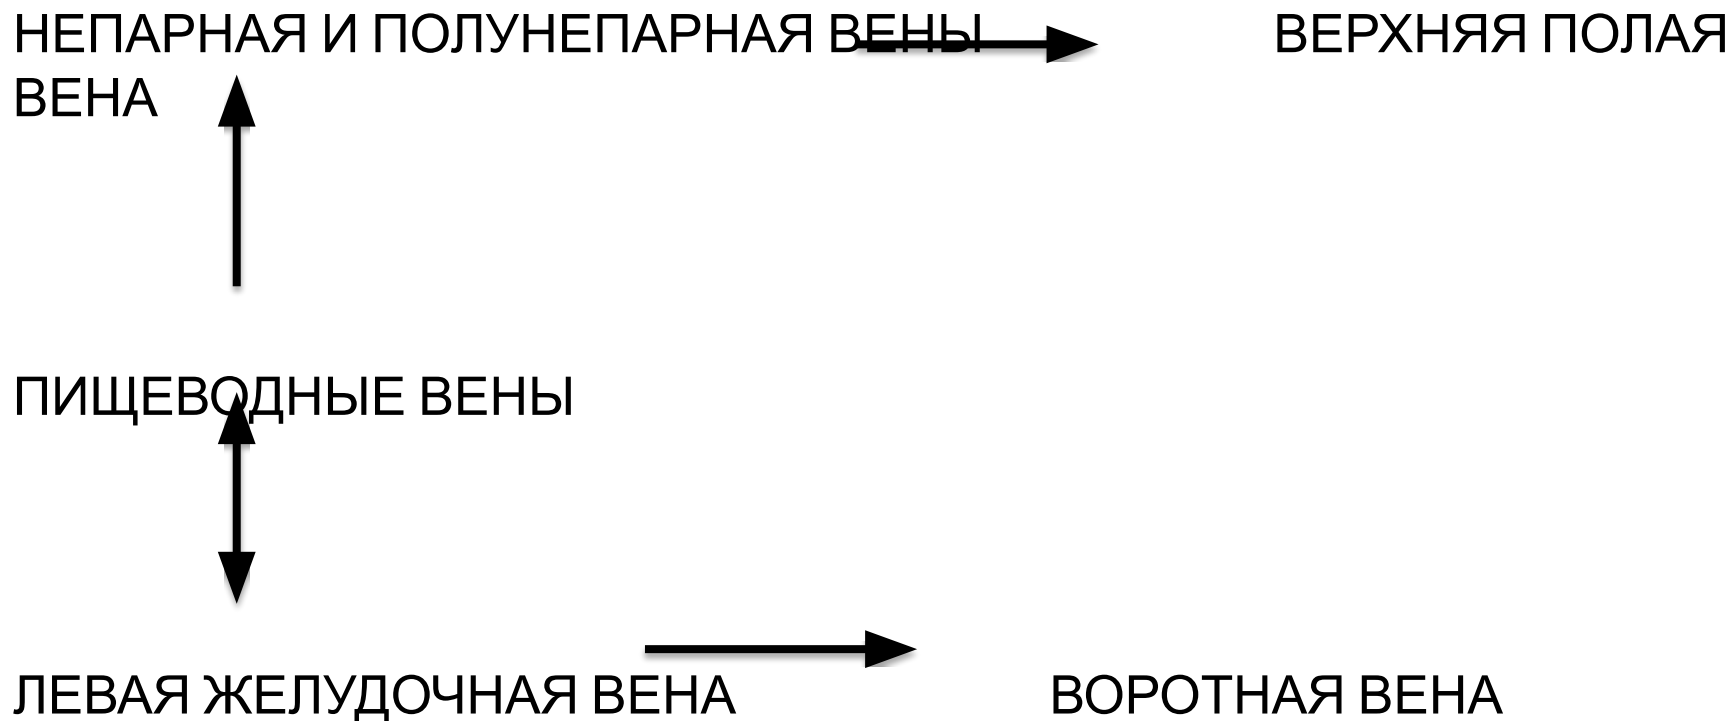 НЕПАРНАЯ И ПОЛУНЕПАРНАЯ ВЕНЫ ВЕРХНЯЯ ПОЛАЯ
ВЕНА
ПИЩЕВОДНЫЕ ВЕНЫ
ЛЕВАЯ ЖЕЛУДОЧНАЯ ВЕНА ВОРОТНАЯ ВЕНА